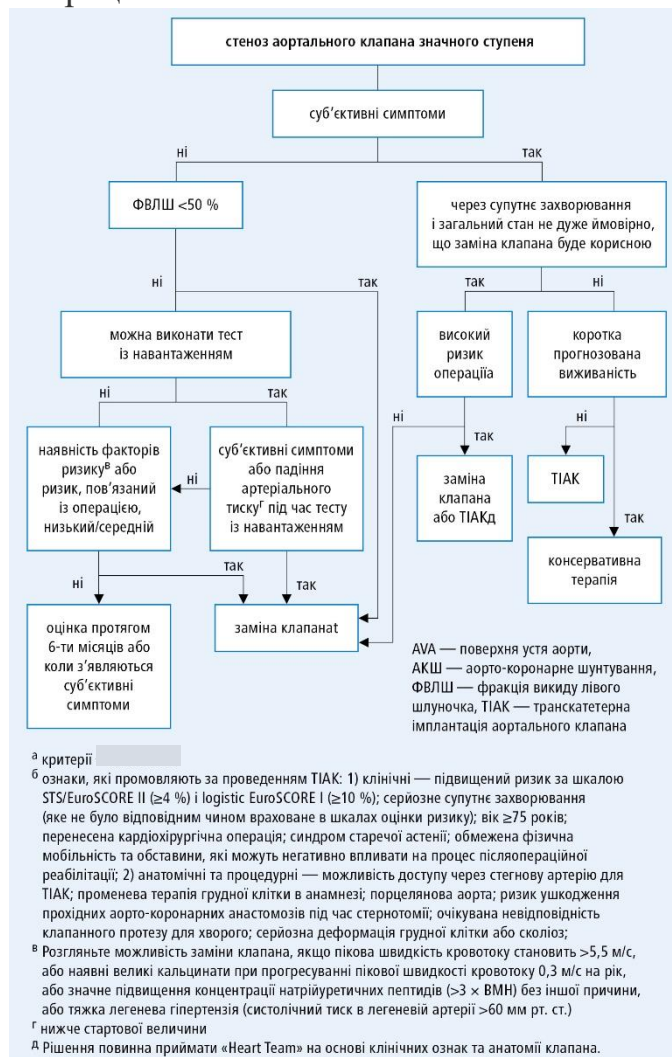 стеноз аортального клапана значного ступеня
суб’єктивні симптоми
ні
так
ФВЛШ <50 %
через супутнє захворювання
і загальний стан не дуже ймовірно,
що заміна клапана буде корисною
ні
так
так
ні
можна виконати тест
із навантаженням
високий
ризик
операціїа
коротка
прогнозована
виживаність
ні
так
ні
так
ні
так
наявність факторів
ризикуᵛ або
ризик, пов’язаний
із операцією,
низький/середній
ні
суб’єктивні симптоми
або падіння
артеріального
тискуᵣ під час тесту
із навантаженням
заміна
клапана
або ТІАКд
ТІАК
консервативна
терапія
ні
так
так
оцінка протягом
6-ти місяців або
коли з’являються
суб’єктивні
симптоми
заміна клапанаt
AVA — поверхня устя аорти,
АКШ — аорто-коронарне шунтування,
ФВЛШ — фракція викиду лівого
шлуночка, ТІАК — транскатетерна
імплантація аортального клапана
а критерії
б ознаки, які промовляють за проведенням ТІАК: 1) клінічні — підвищений ризик за шкалою
STS/EuroSCORE II (≥4 %) і logistic EuroSCORE I (≥10 %); серйозне супутнє захворювання
(яке не було відповідним чином враховане в шкалах оцінки ризику); вік ≥75 років;
перенесена кардіохірургічна операція; синдром старечої астенії; обмежена фізична
мобільність та обставини, які можуть негативно впливати на процес післяопераційної
реабілітації; 2) анатомічні та процедурні — можливість доступу через стегнову артерію для
ТІАК; променева терапія грудної клітки в анамнезі; порцелянова аорта; ризик ушкодження
прохідних аорто-коронарних анастомозів під час стернотомії; очікувана невідповідність
клапанного протезу для хворого; серйозна деформація грудної клітки або сколіоз;
в Розгляньте можливість заміни клапана, якщо пікова швидкість кровотоку становить >5,5 м/с,
або наявні великі кальцинати при прогресуванні пікової швидкості кровотоку 0,3 м/с на рік,
або значне підвищення концентрації натрійуретичних пептидів (>3 × ВМН) без іншої причини,
або тяжка легенева гіпертензія (систолічний тиск в легеневій артерії >60 мм рт. ст.)
г нижче стартової величини
д Рішення повинна приймати «Heart Team» на основі клінічних ознак та анатомії клапана.